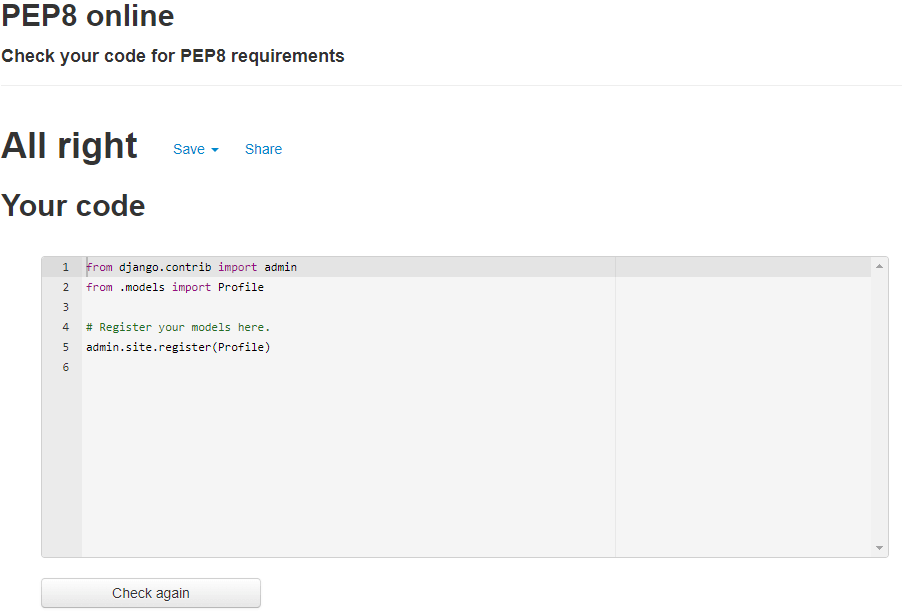 PEP8 online
Check your code for PEP8 requirements
All right Save Share
Your code
1 from django.contrib import admin
2 from .models import Profile
3
4 # Register your models here.
5 admin.site.register(Profile)
6
Check again